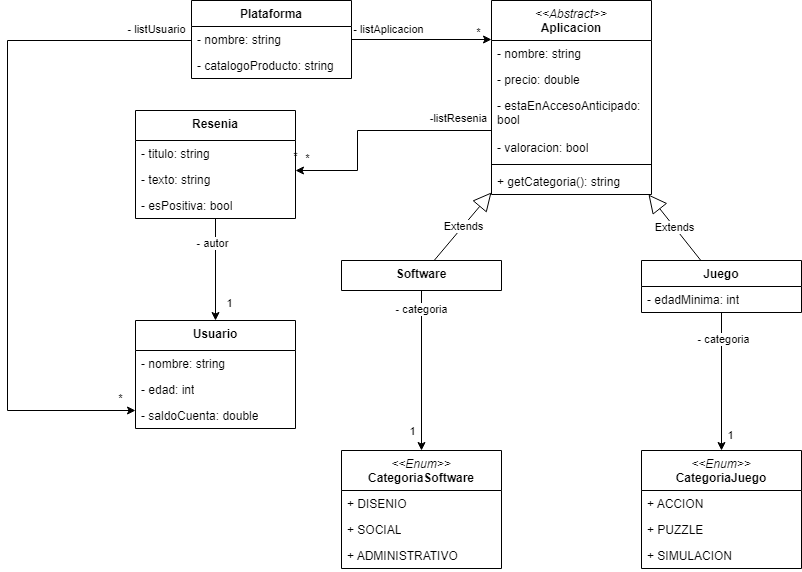 Plataforma
- nombre: string
- catalogoProducto: string
- listUsuario
- listAplicacion
*
<<Abstract>>
Aplicacion
- nombre: string
- precio: double
- estaEnAccesoAnticipado:
bool
- valoracion: bool
+ getCategoria(): string
-listResenia
*
*
Resenia
- titulo: string
- texto: string
- esPositiva: bool
- autor
1
Extends
Extends
Software
Juego
- edadMinima: int
- categoria
- categoria
Usuario
- nombre: string
- edad: int
- saldoCuenta: double
*
1
1
<<Enum>>
CategoriaSoftware
+ DISENIO
+ SOCIAL
+ ADMINISTRATIVO
<<Enum>>
CategoriaJuego
+ ACCION
+ PUZZLE
+ SIMULACION